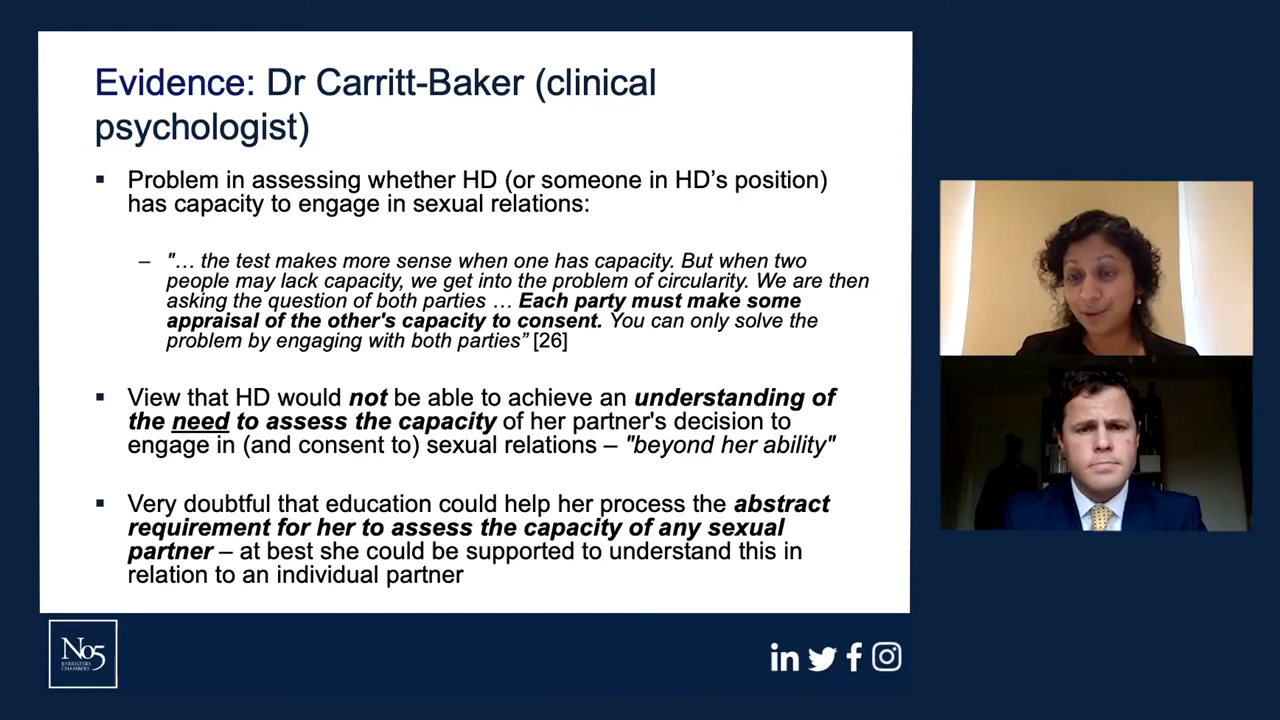 Evidence: Dr Carritt-Baker (clinical
psychologist)
▪ Problem in assessing whether HD (or someone in HD's position)
has capacity to engage in sexual relations:
– "… the test makes more sense when one has capacity. But when two
people may lack capacity, we get into the problem of circularity. We are then
asking the question of both parties … Each party must make some
appraisal of the other's capacity to consent. You can only solve the
problem by engaging with both parties” [26]
▪ View that HD would not be able to achieve an understanding of
the need to assess the capacity of her partner's decision to
engage in (and consent to) sexual relations – "beyond her ability"
▪ Very doubtful that education could help her process the abstract
requirement for her to assess the capacity of any sexual
partner – at best she could be supported to understand this in
relation to an individual partner
No5
BARRISTERS
CHAMBERS